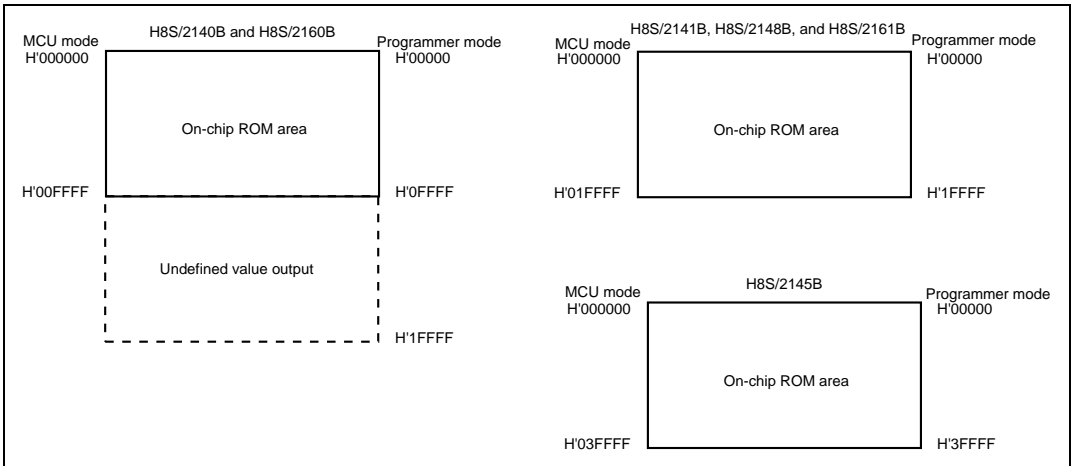 H8S/2140B and H8S/2160B
MCU mode
H'000000
Programmer mode
H'00000
On-chip ROM area
H'00FFFF
H'0FFFF
Undefined value output
H'1FFFF
H8S/2141B, H8S/2148B, and H8S/2161B
MCU mode
H'000000
Programmer mode
H'00000
On-chip ROM area
H'01FFFF
H'1FFFF
H8S/2145B
MCU mode
H'000000
Programmer mode
H'00000
On-chip ROM area
H'03FFFF
H'3FFFF